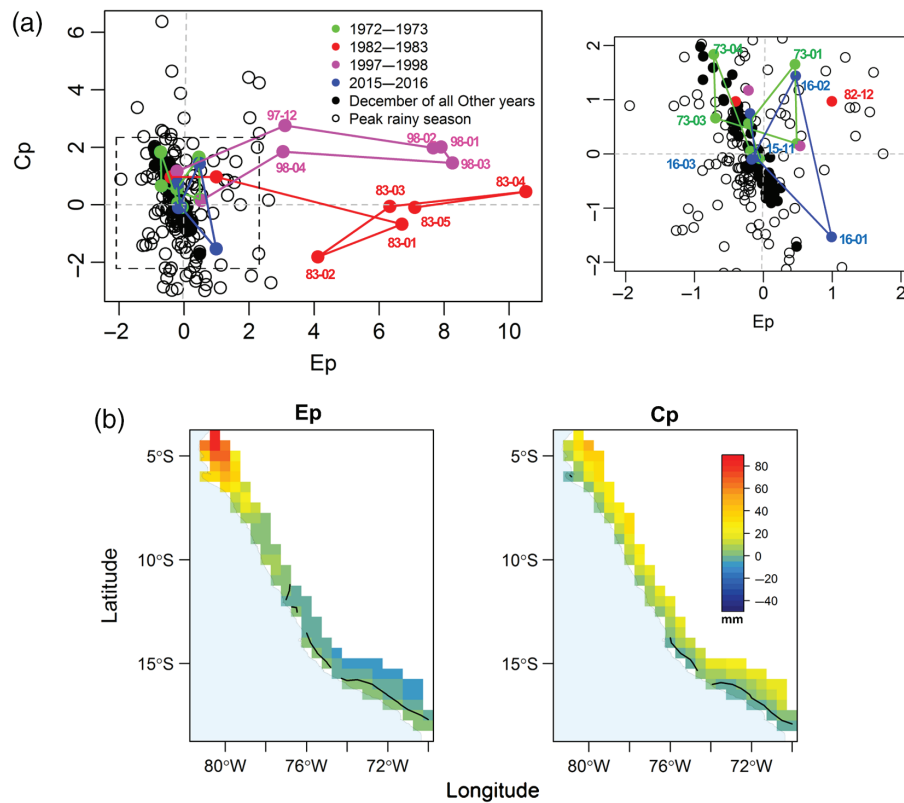 (a)
1972—1973
1982—1983
1997—1998
2015—2016
December of all Other years
Peak rainy season
97-12
98-02
98-01
98-04
98-03
83-03
83-04
83-05
83-01
83-02
Cp
6
4
2
0
−2
−2 0 2 4 6 8 10
Ep
73-04
73-01
16-02
82-12
73-03
15-11
16-03
16-01
2
1
0
−1
−2
−2 −1 0 1 2
Ep
(b)
Ep
Cp
5°S
10°S
15°S
Latitude
80
60
40
20
0
−20
−40
mm
80°W 76°W 72°W
80°W 76°W 72°W
Longitude